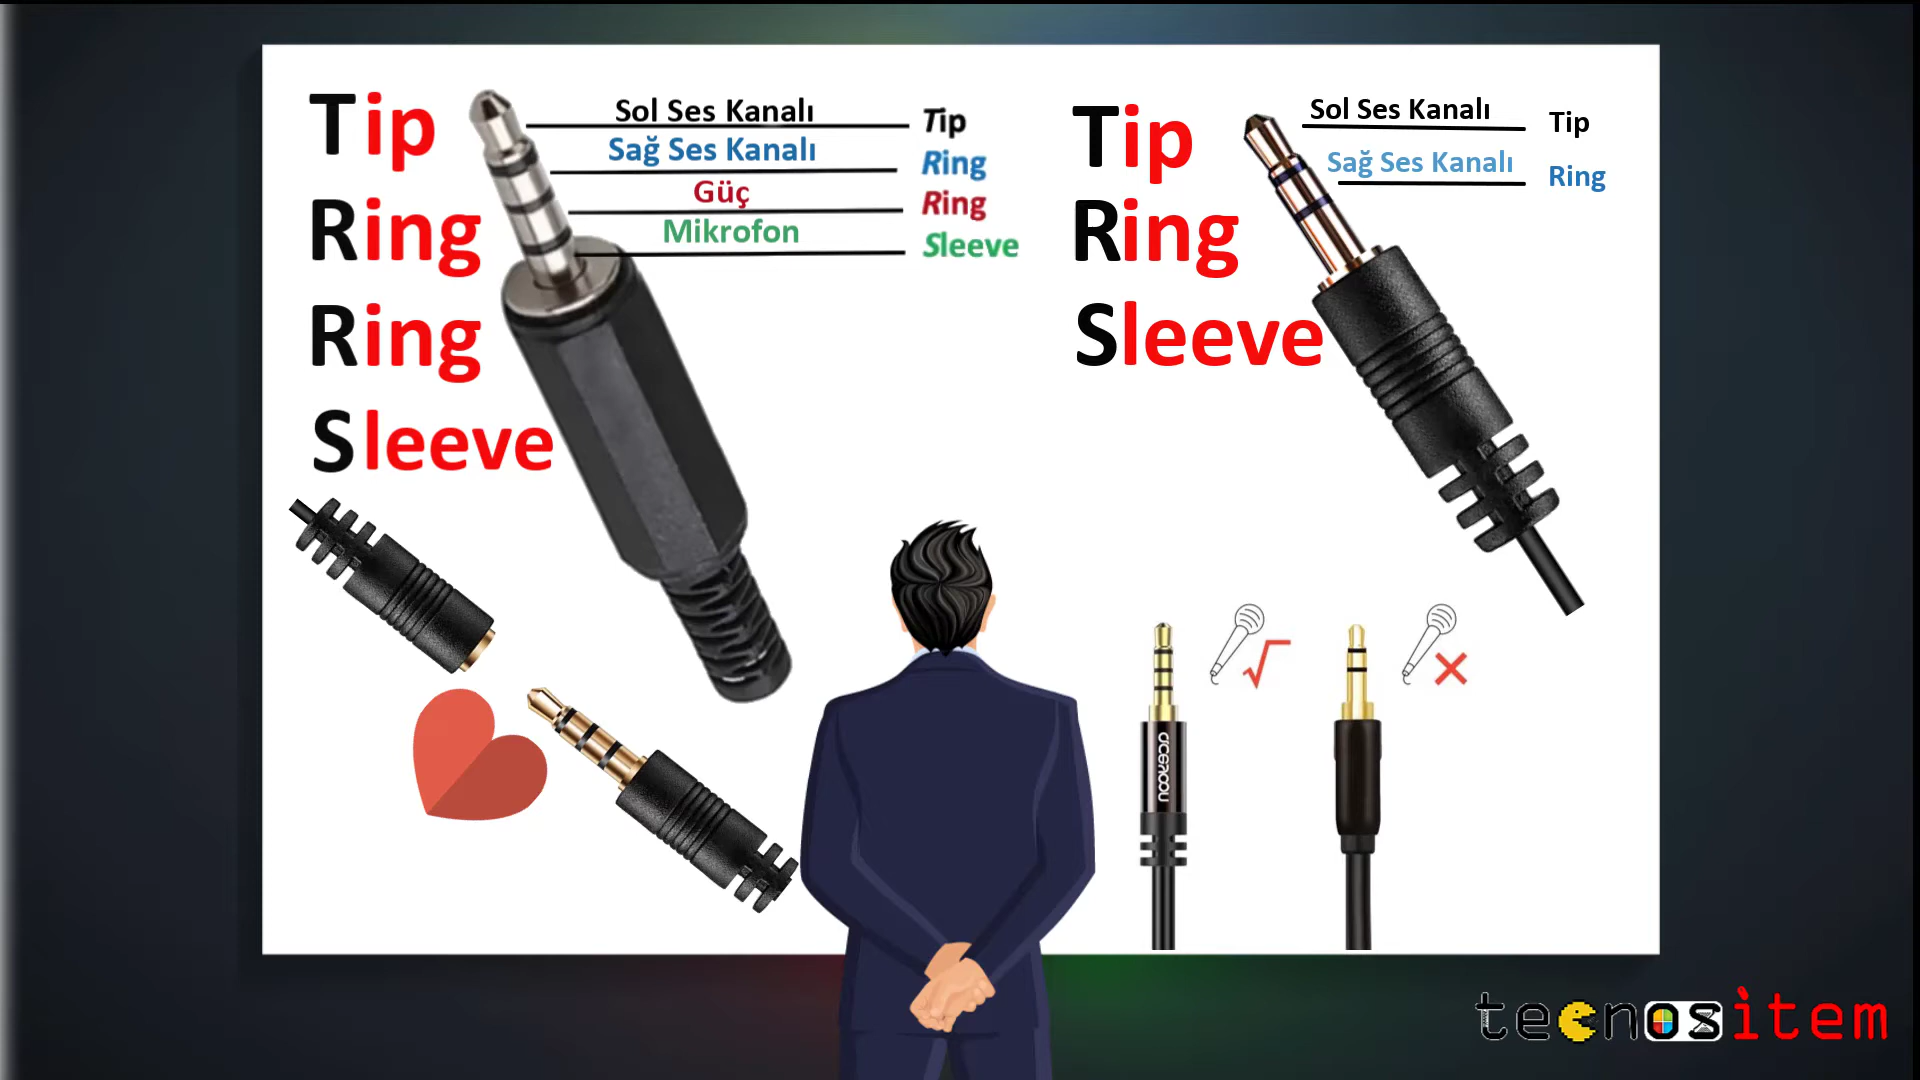 Tip
Ring
Ring
Sleeve
Sol Ses Kanalı
Tip
Sağ Ses Kanalı
Ring
Güç
Ring
Mikrofon
Sleeve
Tip
Ring
Sleeve
Sol Ses Kanalı
Tip
Sağ Ses Kanalı
Ring
tecnositem